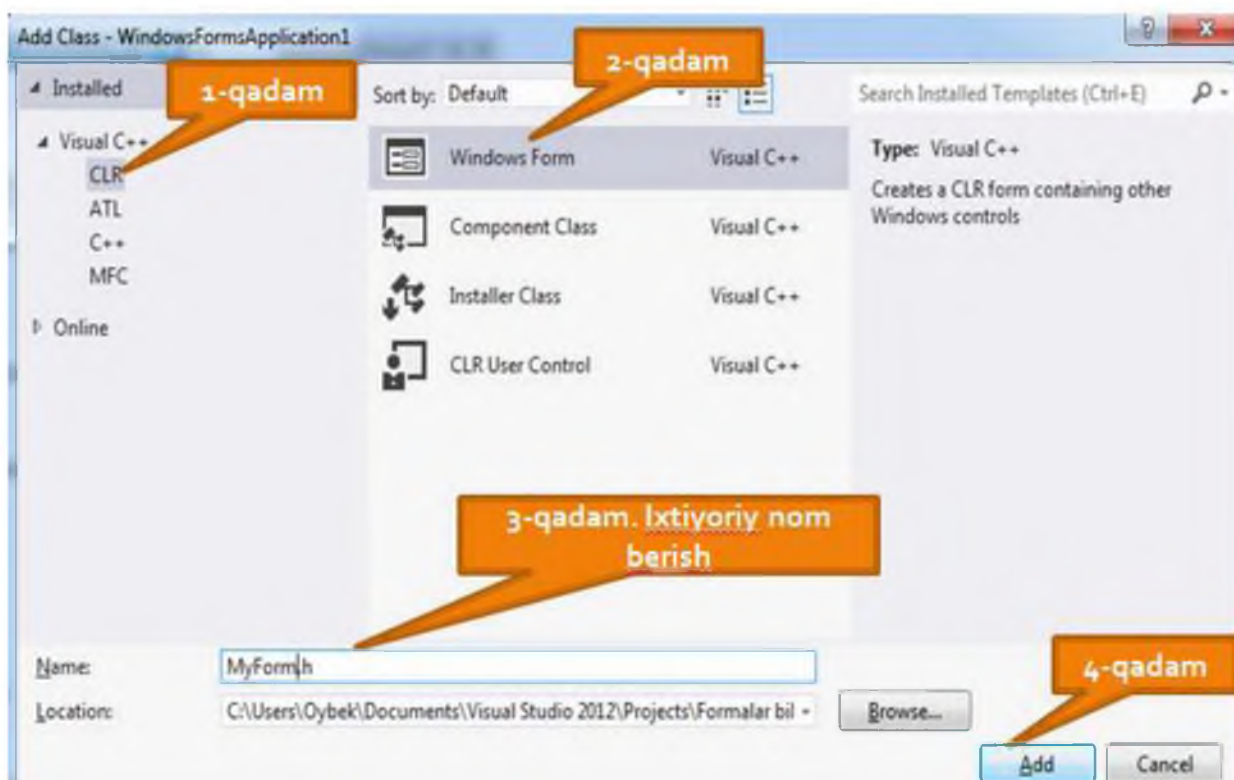 Add Class - WindowsFormsApplication1
Installed
1-qadam
Sort by: Default
2-qadam
Search Installed Templates (Ctrl+E)
Visual C++
CLR
ATL
C++
MFC
Online
Windows Form Visual C++
Component Class Visual C++
Installer Class Visual C++
CLR User Control Visual C++
Type: Visual C++
Creates a CLR form containing other
Windows controls
3-qadam. Ixtiyoriy nom
berish
Name: MyForm.h
4-qadam
Location: C:\Users\Oybek\Documents\Visual Studio 2012\Projects\Formalar bil
Browse...
Add Cancel